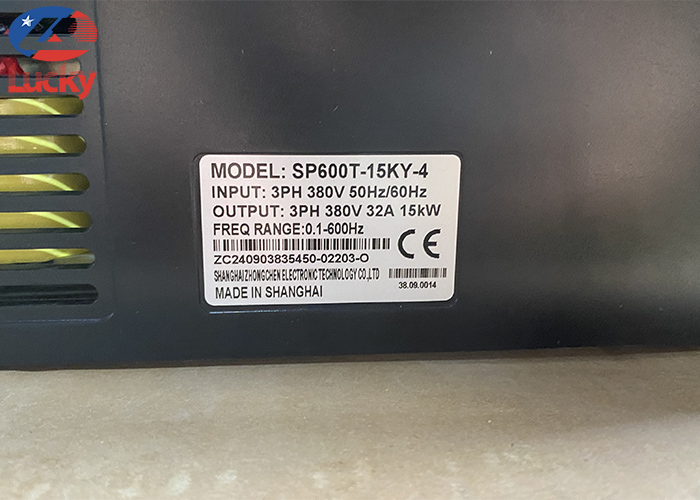 Lucky
MODEL: SP600T-15KY-4
INPUT: 3PH 380V 50Hz/60Hz
OUTPUT: 3PH 380V 32A 15kW
FREQ RANGE:0.1-600Hz
CE
ZC240903835450-02203-O
SHANGHAIZHONGCHEN ELECTRONIC TECHNOLOGY CO,.LTD
MADE IN SHANGHAI
38.09.0014